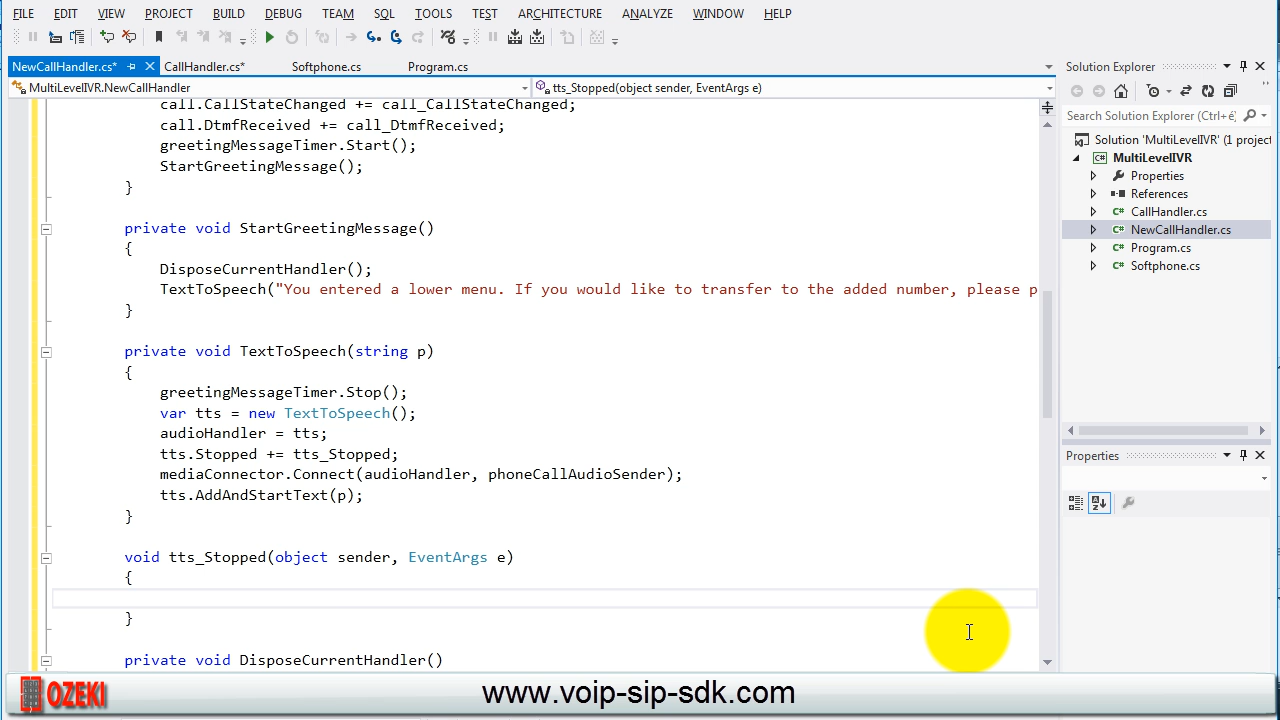 FILE EDIT VIEW PROJECT BUILD DEBUG TEAM SQL TOOLS TEST ARCHITECTURE ANALYZE WINDOW HELP
NewCallHandler.cs* CallHandler.cs* Softphone.cs Program.cs
MultiLevelIVR.NewCallHandler tts_Stopped(object sender, EventArgs e)
call.CallStateChanged += call_CallStateChanged;
call.DtmfReceived += call_DtmfReceived;
greetingMessageTimer.Start();
StartGreetingMessage();
}
private void StartGreetingMessage()
{
DisposeCurrentHandler();
TextToSpeech("You entered a lower menu. If you would like to transfer to the added number, please p
}
private void TextToSpeech(string p)
{
greetingMessageTimer.Stop();
var tts = new TextToSpeech();
audioHandler = tts;
tts.Stopped += tts_Stopped;
mediaConnector.Connect(audioHandler, phoneCallAudioSender);
tts.AddAndStartText(p);
}
void tts_Stopped(object sender, EventArgs e)
{
}
private void DisposeCurrentHandler()
Solution Explorer
Search Solution Explorer (Ctrl+é)
Solution 'MultiLevelIVR' (1 project
MultiLevelIVR
Properties
References
CallHandler.cs
NewCallHandler.cs
Program.cs
Softphone.cs
Properties
OZEKI
www.voip-sip-sdk.com